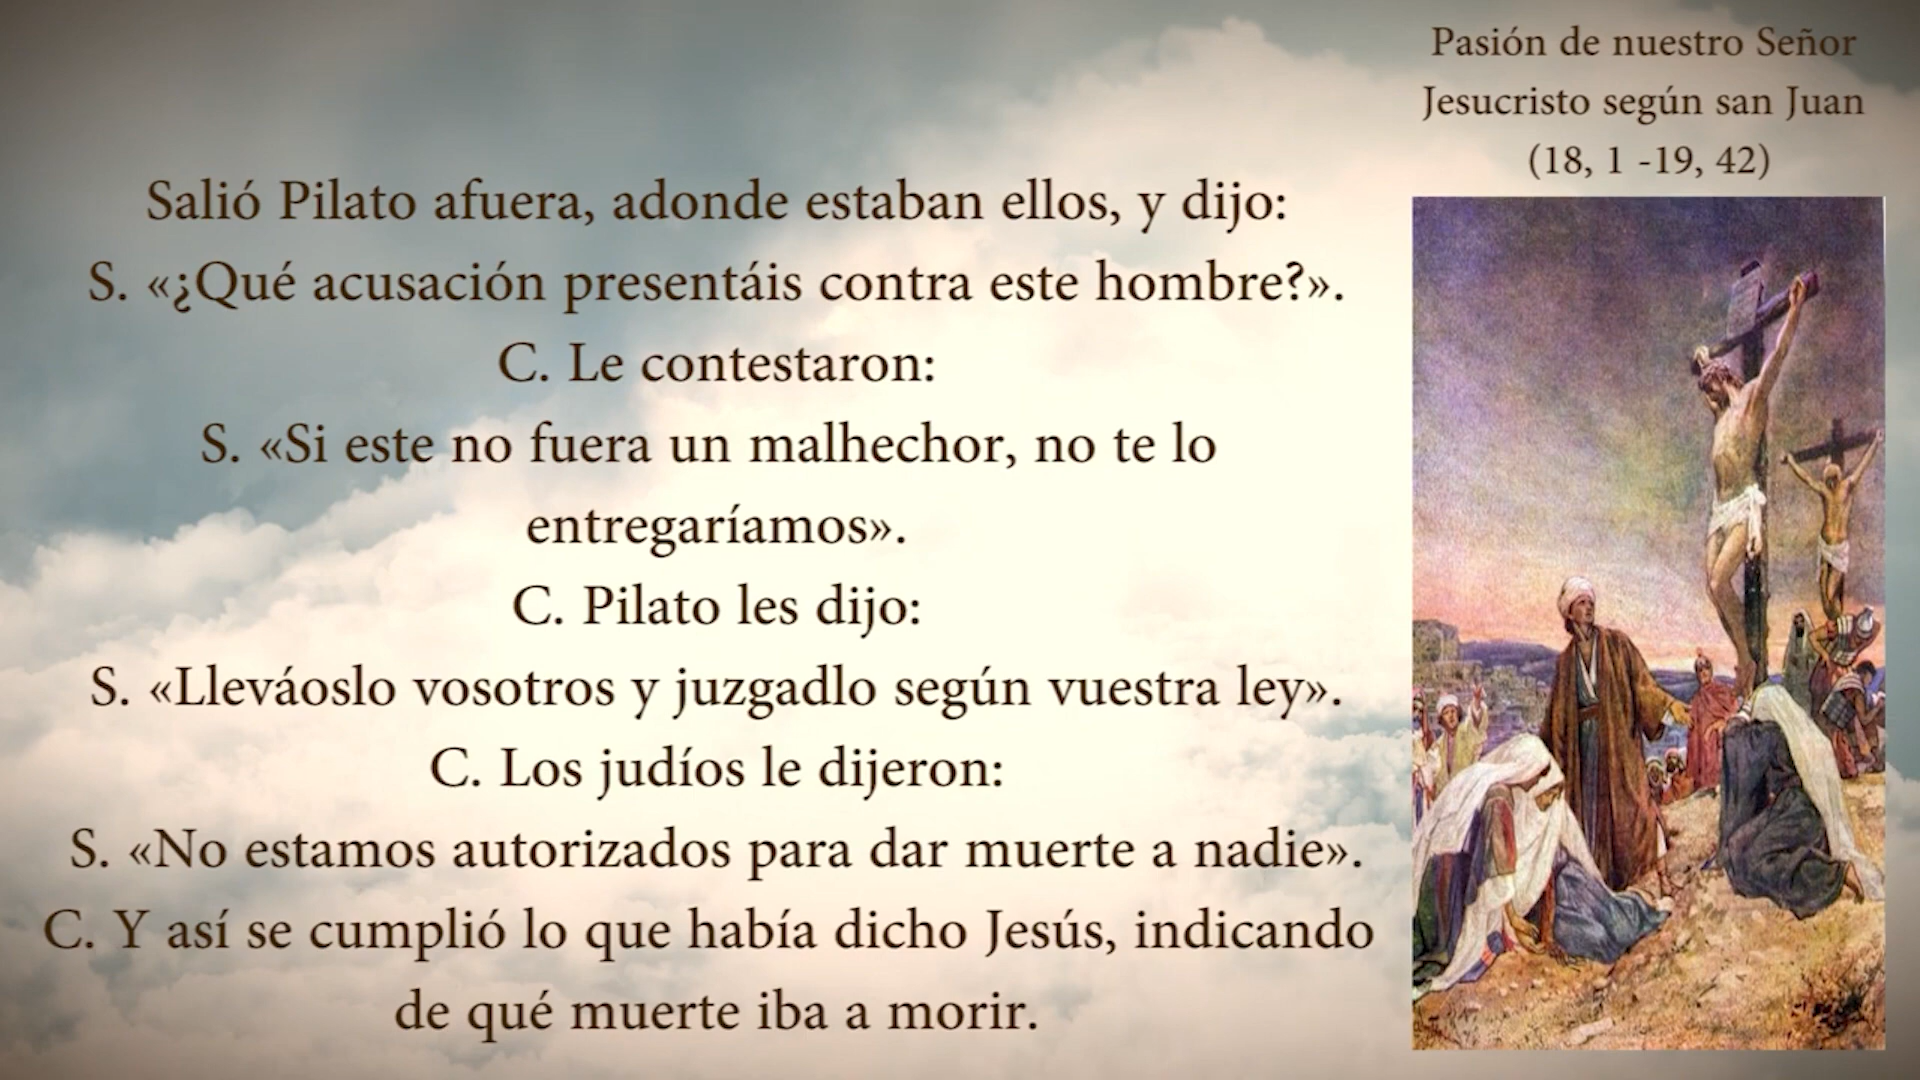 Pasión de nuestro Señor
Jesucristo según san Juan
(18, 1 -19, 42)
Salió Pilato afuera, adonde estaban ellos, y dijo:
S. «¿Qué acusación presentáis contra este hombre?».
C. Le contestaron:
S. «Si este no fuera un malhechor, no te lo
entregaríamos».
C. Pilato les dijo:
S. «Lleváoslo vosotros y juzgadlo según vuestra ley».
C. Los judíos le dijeron:
S. «No estamos autorizados para dar muerte a nadie».
C. Y así se cumplió lo que había dicho Jesús, indicando
de qué muerte iba a morir.